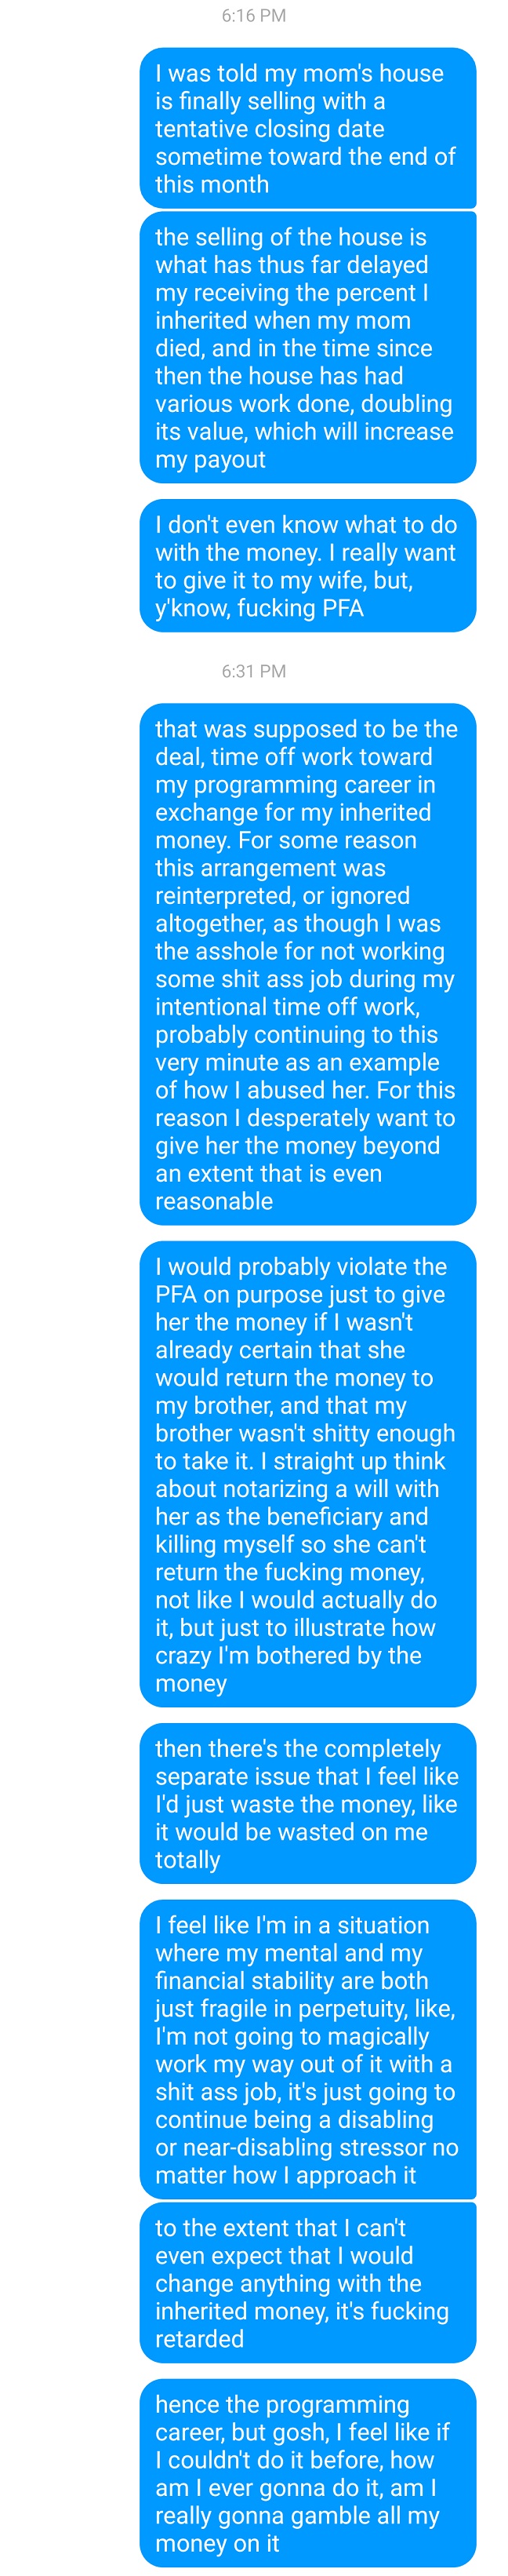 6:16 PM
I was told my mom's house
is finally selling with a
tentative closing date
sometime toward the end of
this month
the selling of the house is
what has thus far delayed
my receiving the percent I
inherited when my mom
died, and in the time since
then the house has had
various work done, doubling
its value, which will increase
my payout
I don't even know what to do
with the money. I really want
to give it to my wife, but,
y'know, fucking PFA
6:31 PM
that was supposed to be the
deal, time off work toward
my programming career in
exchange for my inherited
money. For some reason
this arrangement was
reinterpreted, or ignored
altogether, as though I was
the asshole for not working
some shit ass job during my
intentional time off work,
probably continuing to this
very minute as an example
of how I abused her. For this
reason I desperately want to
give her the money beyond
an extent that is even
reasonable
I would probably violate the
PFA on purpose just to give
her the money if I wasn't
already certain that she
would return the money to
my brother, and that my
brother wasn't shitty enough
to take it. I straight up think
about notarizing a will with
her as the beneficiary and
killing myself so she can't
return the fucking money,
not like I would actually do
it, but just to illustrate how
crazy I'm bothered by the
money
then there's the completely
separate issue that I feel like
I'd just waste the money, like
it would be wasted on me
totally
I feel like I'm in a situation
where my mental and my
financial stability are both
just fragile in perpetuity, like,
I'm not going to magically
work my way out of it with a
shit ass job, it's just going to
continue being a disabling
or near-disabling stressor no
matter how I approach it
to the extent that I can't
even expect that I would
change anything with the
inherited money, it's fucking
retarded
hence the programming
career, but gosh, I feel like if
I couldn't do it before, how
am I ever gonna do it, am I
really gonna gamble all my
money on it